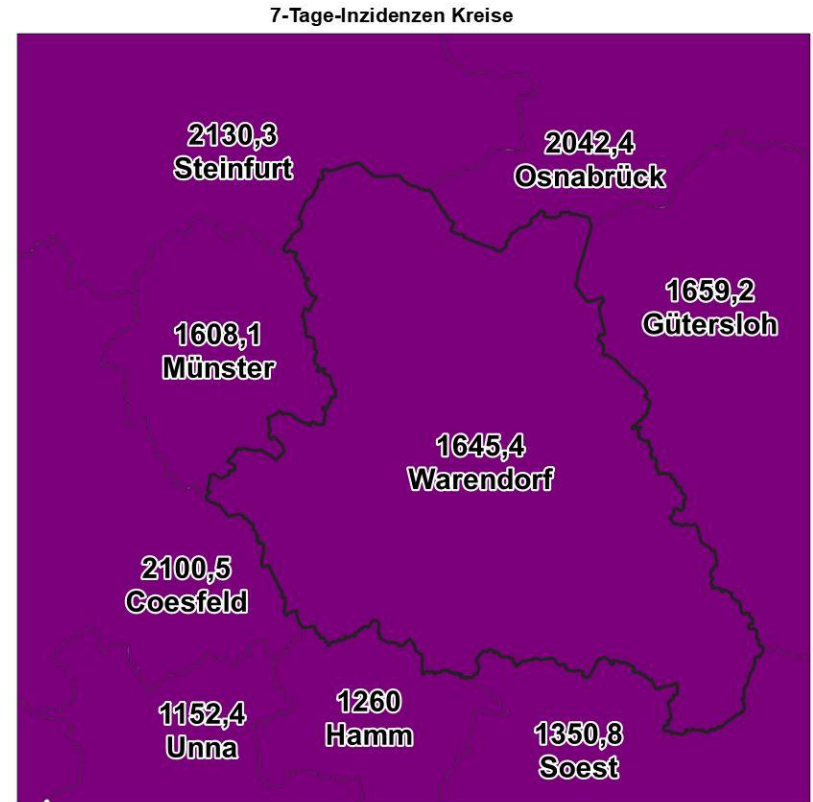 7-Tage-Inzidenzen Kreise
2130,3
Steinfurt
2042,4
Osnabrück
1659,2
Gütersloh
1608,1
Münster
1645,4
Warendorf
2100,5
Coesfeld
1152,4
Unna
1260
Hamm
1350,8
Soest